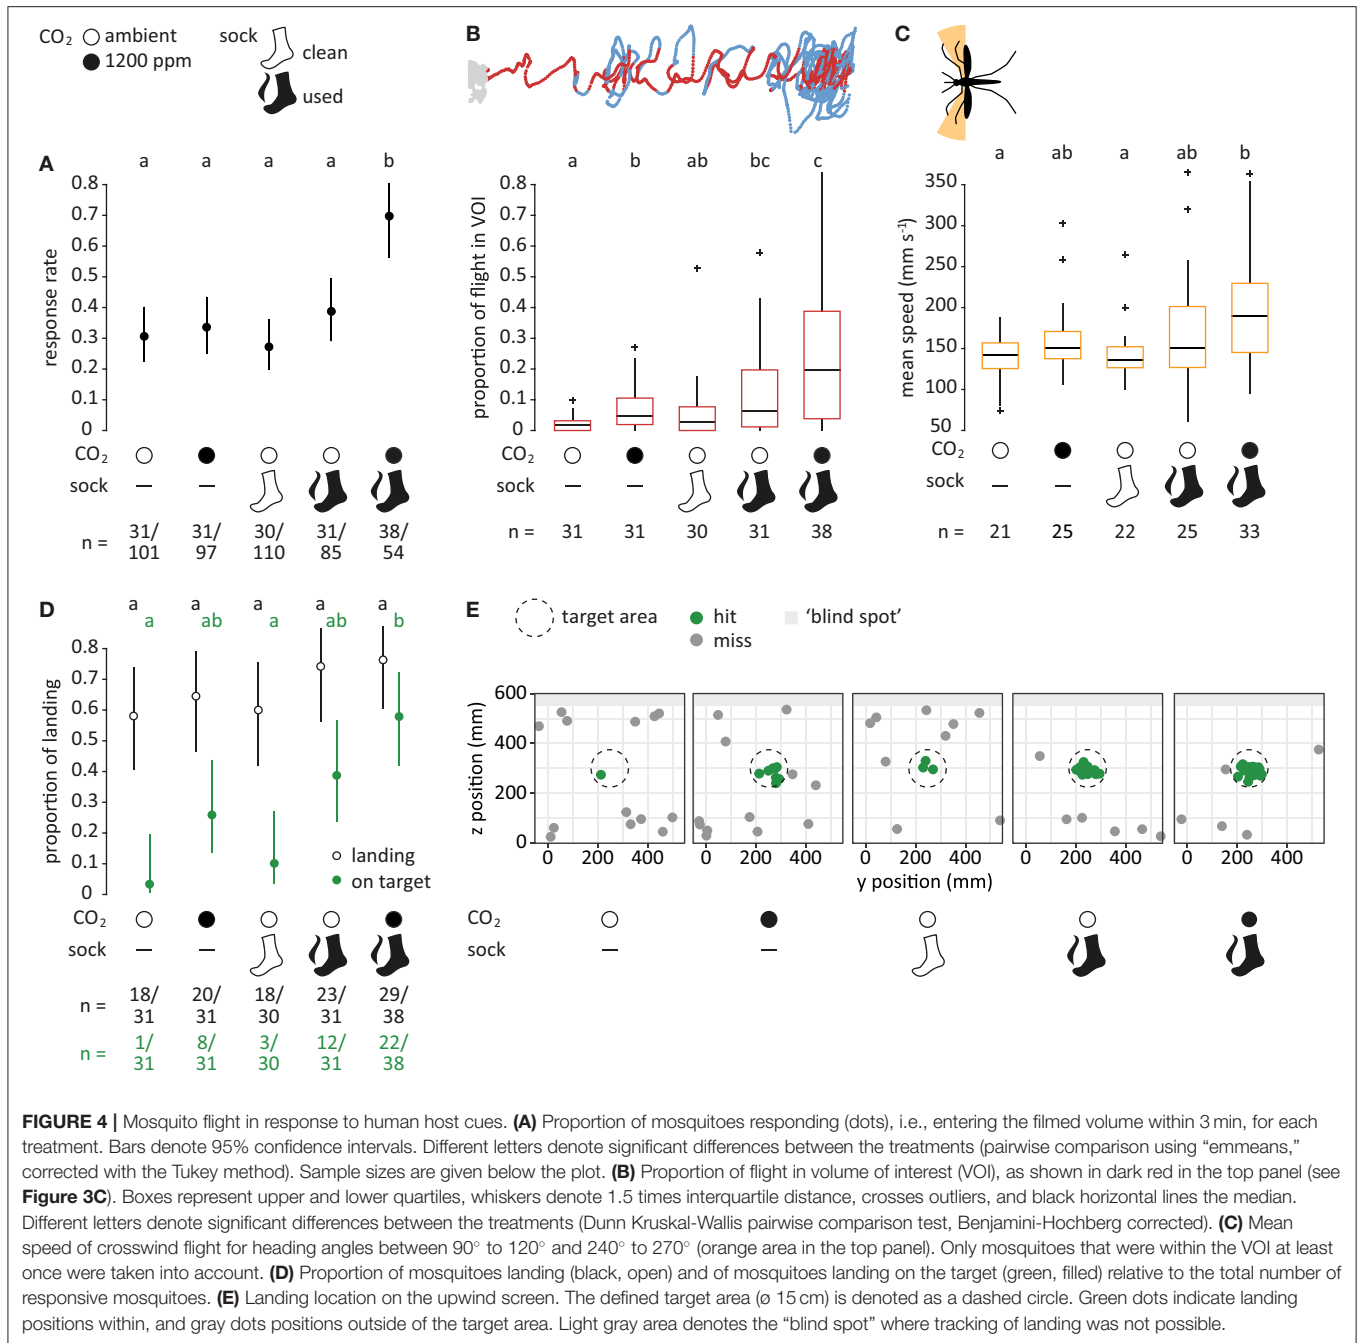 CO2 ambient
1200 ppm
sock
clean
used
B
C
A
a a a a b
0.8
0.7
0.6
0.5
0.4
0.3
0.2
0.1
0
response rate
CO2
sock
n = 31/101 31/97 30/110 31/85 38/54
a b ab bc c
0.8
0.7
0.6
0.5
0.4
0.3
0.2
0.1
0
proportion of flight in VOI
CO2
sock
n = 31 31 30 31 38
a ab a ab b
350
300
250
200
150
100
50
mean speed (mm s-1)
CO2
sock
n = 21 25 22 25 33
D
a a a a a
a ab a ab b
0.8
0.7
0.6
0.5
0.4
0.3
0.2
0.1
0
proportion of landing
landing
on target
CO2
sock
n = 18/31 20/31 18/30 23/31 29/38
n = 1/31 8/31 3/30 12/31 22/38
E
target area
hit
miss
'blind spot'
600
400
200
0
z position (mm)
0 200 400 0 200 400 0 200 400 0 200 400 0 200 400
y position (mm)
CO2
sock
FIGURE 4 | Mosquito flight in response to human host cues. (A) Proportion of mosquitoes responding (dots), i.e., entering the filmed volume within 3 min, for each
treatment. Bars denote 95% confidence intervals. Different letters denote significant differences between the treatments (pairwise comparison using “emmeans,”
corrected with the Tukey method). Sample sizes are given below the plot. (B) Proportion of flight in volume of interest (VOI), as shown in dark red in the top panel (see
Figure 3C). Boxes represent upper and lower quartiles, whiskers denote 1.5 times interquartile distance, crosses outliers, and black horizontal lines the median.
Different letters denote significant differences between the treatments (Dunn Kruskal-Wallis pairwise comparison test, Benjamini-Hochberg corrected). (C) Mean
speed of crosswind flight for heading angles between 90° to 120° and 240° to 270° (orange area in the top panel). Only mosquitoes that were within the VOI at least
once were taken into account. (D) Proportion of mosquitoes landing (black, open) and of mosquitoes landing on the target (green, filled) relative to the total number of
responsive mosquitoes. (E) Landing location on the upwind screen. The defined target area (ø 15 cm) is denoted as a dashed circle. Green dots indicate landing
positions within, and gray dots positions outside of the target area. Light gray area denotes the “blind spot” where tracking of landing was not possible.